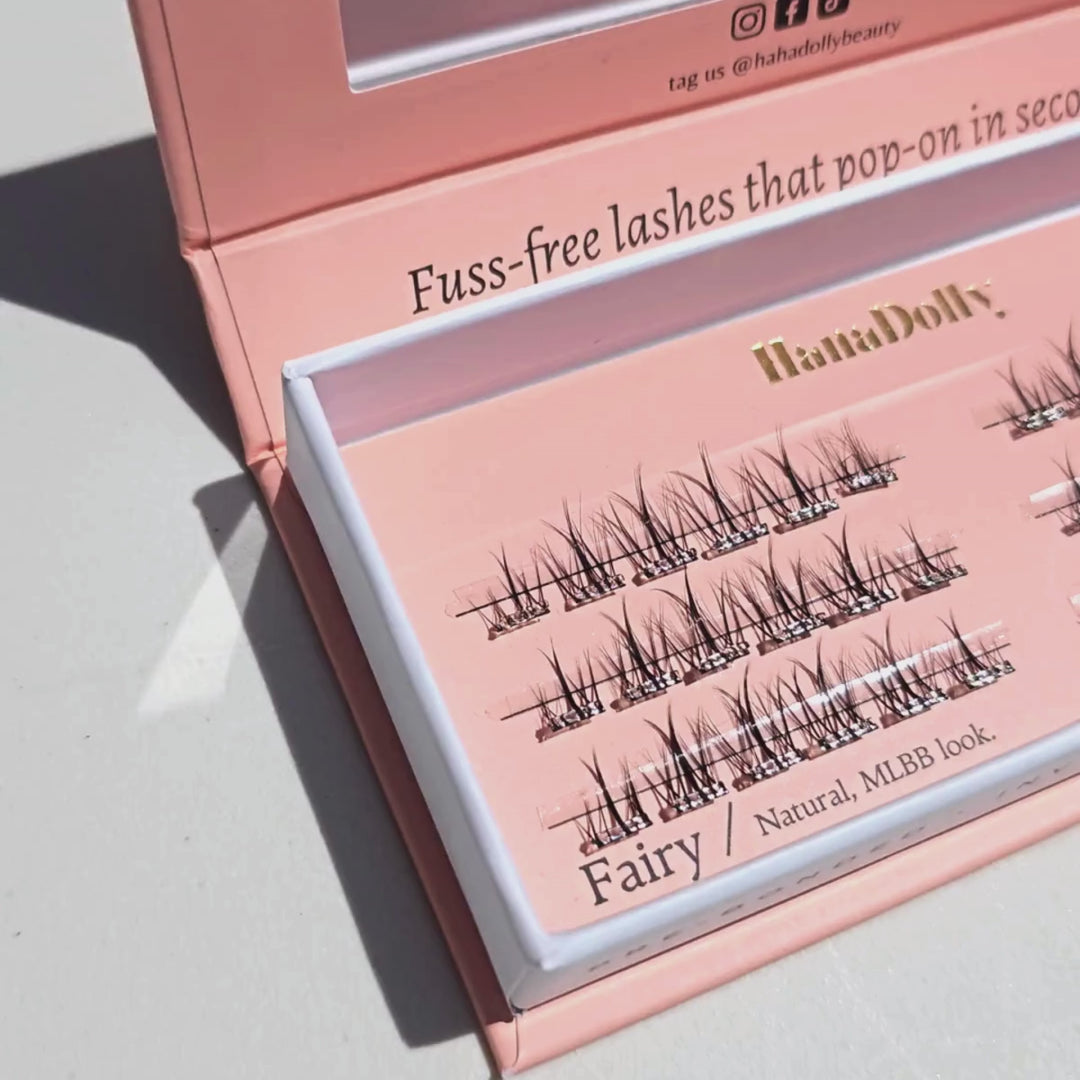 tag us @hahadollybeauty
Fuss-free lashes that pop-on in seco
HahaDolly.
Fairy / Natural, MLBB look.